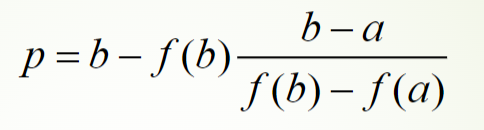 p = b − f(b) (b − a) / (f(b) − f(a))